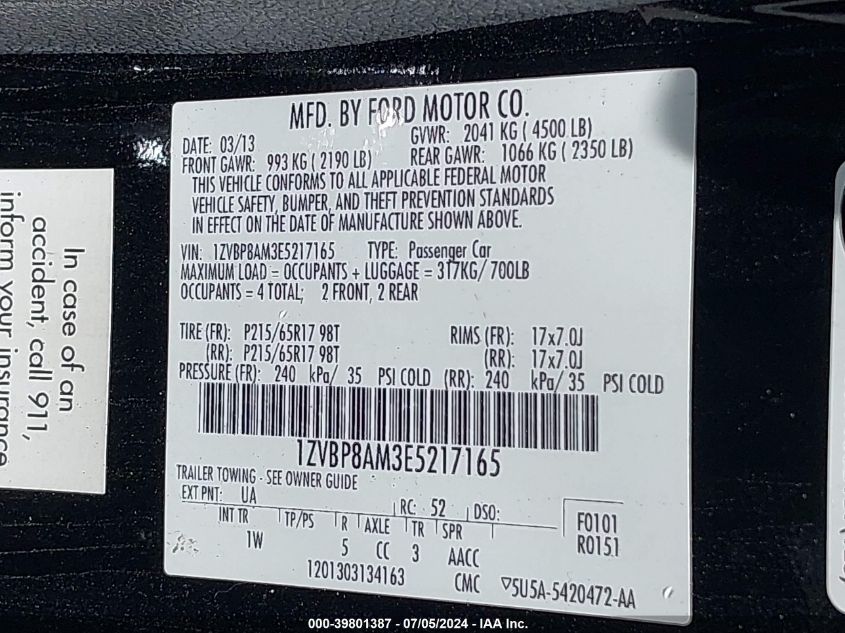 MFD. BY FORD MOTOR CO.
DATE: 03/13 GVWR: 2041 KG ( 4500 LB)
FRONT GAWR: 993 KG ( 2190 LB) REAR GAWR: 1066 KG ( 2350 LB)
THIS VEHICLE CONFORMS TO ALL APPLICABLE FEDERAL MOTOR
VEHICLE SAFETY, BUMPER, AND THEFT PREVENTION STANDARDS
IN EFFECT ON THE DATE OF MANUFACTURE SHOWN ABOVE.
VIN: 1ZVBP8AM3E5217165 TYPE: Passenger Car
MAXIMUM LOAD = OCCUPANTS + LUGGAGE = 317KG/ 700LB
OCCUPANTS = 4 TOTAL; 2 FRONT, 2 REAR
TIRE (FR): P215/65R17 98T RIMS (FR): 17x7.0J
(RR): P215/65R17 98T (RR): 17x7.0J
PRESSURE (FR): 240 kPa/ 35 PSI COLD (RR): 240 kPa/ 35 PSI COLD
1ZVBP8AM3E5217165
TRAILER TOWING - SEE OWNER GUIDE
EXT PNT: UA RC: 52 DSO:
INT TR TP/PS R AXLE TR SPR
1W 5 CC 3 AACC
F0101
R0151
1201303134163 CMC 5U5A-5420472-AA
In case of an
accident, call 911,
inform your insurance
000-39801387 - 07/05/2024 - IAA Inc.